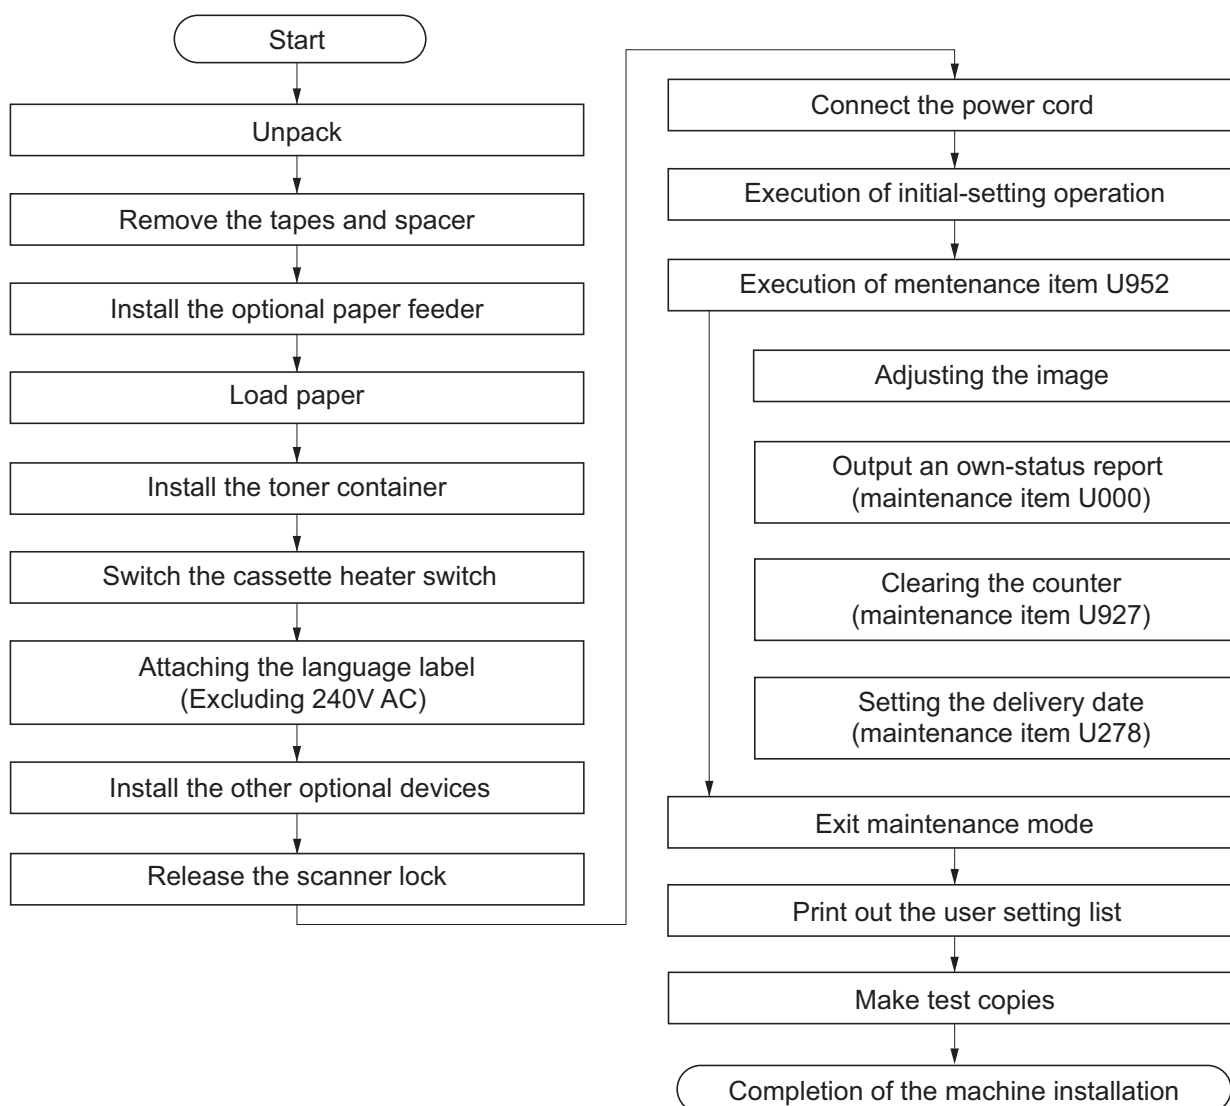 Start
Unpack
Remove the tapes and spacer
Install the optional paper feeder
Load paper
Install the toner container
Switch the cassette heater switch
Attaching the language label
(Excluding 240V AC)
Install the other optional devices
Release the scanner lock
Connect the power cord
Execution of initial-setting operation
Execution of mentenance item U952
Adjusting the image
Output an own-status report
(maintenance item U000)
Clearing the counter
(maintenance item U927)
Setting the delivery date
(maintenance item U278)
Exit maintenance mode
Print out the user setting list
Make test copies
Completion of the machine installation